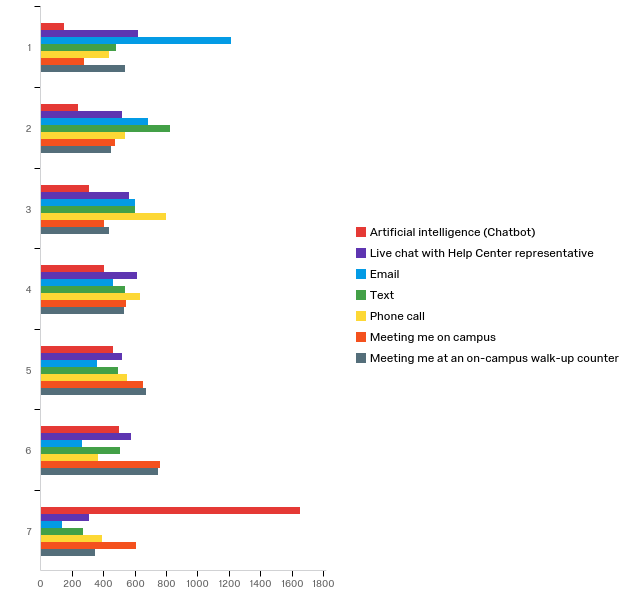 1
2
3
4
5
6
7
0 200 400 600 800 1000 1200 1400 1600 1800
Artificial intelligence (Chatbot)
Live chat with Help Center representative
Email
Text
Phone call
Meeting me on campus
Meeting me at an on-campus walk-up counter